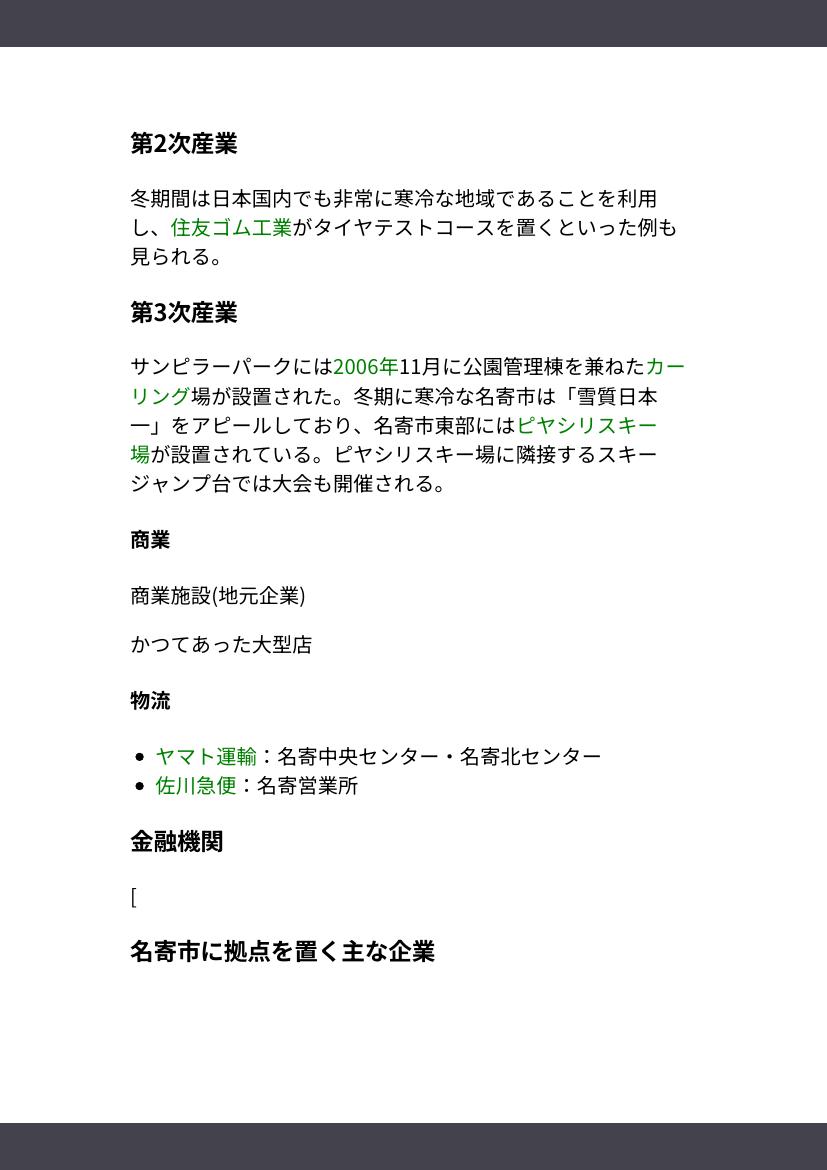 第2次産業
冬期間は日本国内でも非常に寒冷な地域であることを利用
し、住友ゴム工業がタイヤテストコースを置くといった例も
見られる。
第3次産業
サンピラーパークには2006年11月に公園管理棟を兼ねたカー
リング場が設置された。冬期に寒冷な名寄市は「雪質日本
一」をアピールしており、名寄市東部にはピヤシリスキー
場が設置されている。ピヤシリスキー場に隣接するスキー
ジャンプ台では大会も開催される。
商業
商業施設(地元企業)
かつてあった大型店
物流
• ヤマト運輸：名寄中央センター・名寄北センター
• 佐川急便：名寄営業所
金融機関
[
名寄市に拠点を置く主な企業